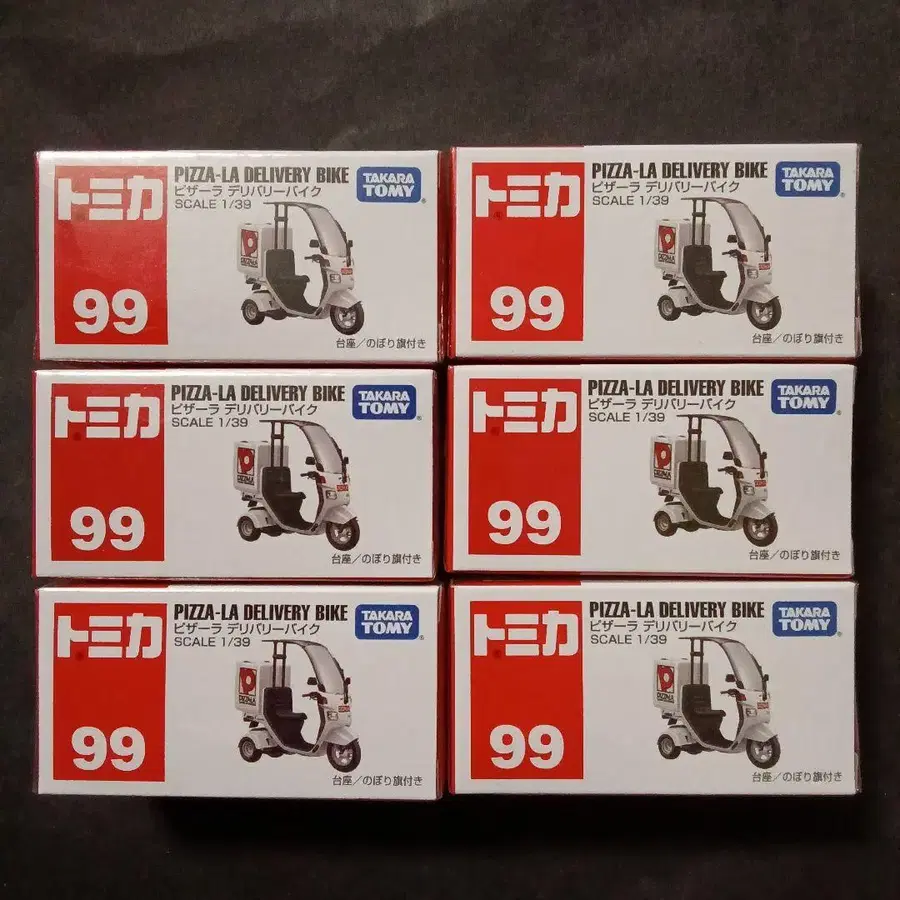 トミカ
PIZZA-LA DELIVERY BIKE
ピザーラ デリバリーバイク
SCALE 1/39
TAKARA
TOMY
99
台座/のぼり旗付き
トミカ
PIZZA-LA DELIVERY BIKE
ピザーラ デリバリーバイク
SCALE 1/39
TAKARA
TOMY
99
台座/のぼり旗付き
トミカ
PIZZA-LA DELIVERY BIKE
ピザーラ デリバリーバイク
SCALE 1/39
TAKARA
TOMY
99
台座/のぼり旗付き
トミカ
PIZZA-LA DELIVERY BIKE
ピザーラ デリバリーバイク
SCALE 1/39
TAKARA
TOMY
99
台座/のぼり旗付き
トミカ
PIZZA-LA DELIVERY BIKE
ピザーラ デリバリーバイク
SCALE 1/39
TAKARA
TOMY
99
台座/のぼり旗付き
トミカ
PIZZA-LA DELIVERY BIKE
ピザーラ デリバリーバイク
SCALE 1/39
TAKARA
TOMY
99
台座/のぼり旗付き